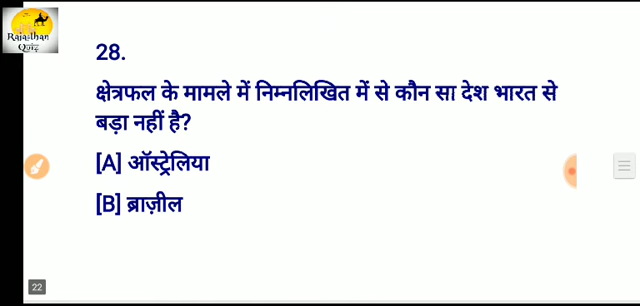 Rajasthan
Quiz
28.
क्षेत्रफल के मामले में निम्नलिखित में से कौन सा देश भारत से
बड़ा नहीं है?
[A] ऑस्ट्रेलिया
[B] ब्राज़ील
22